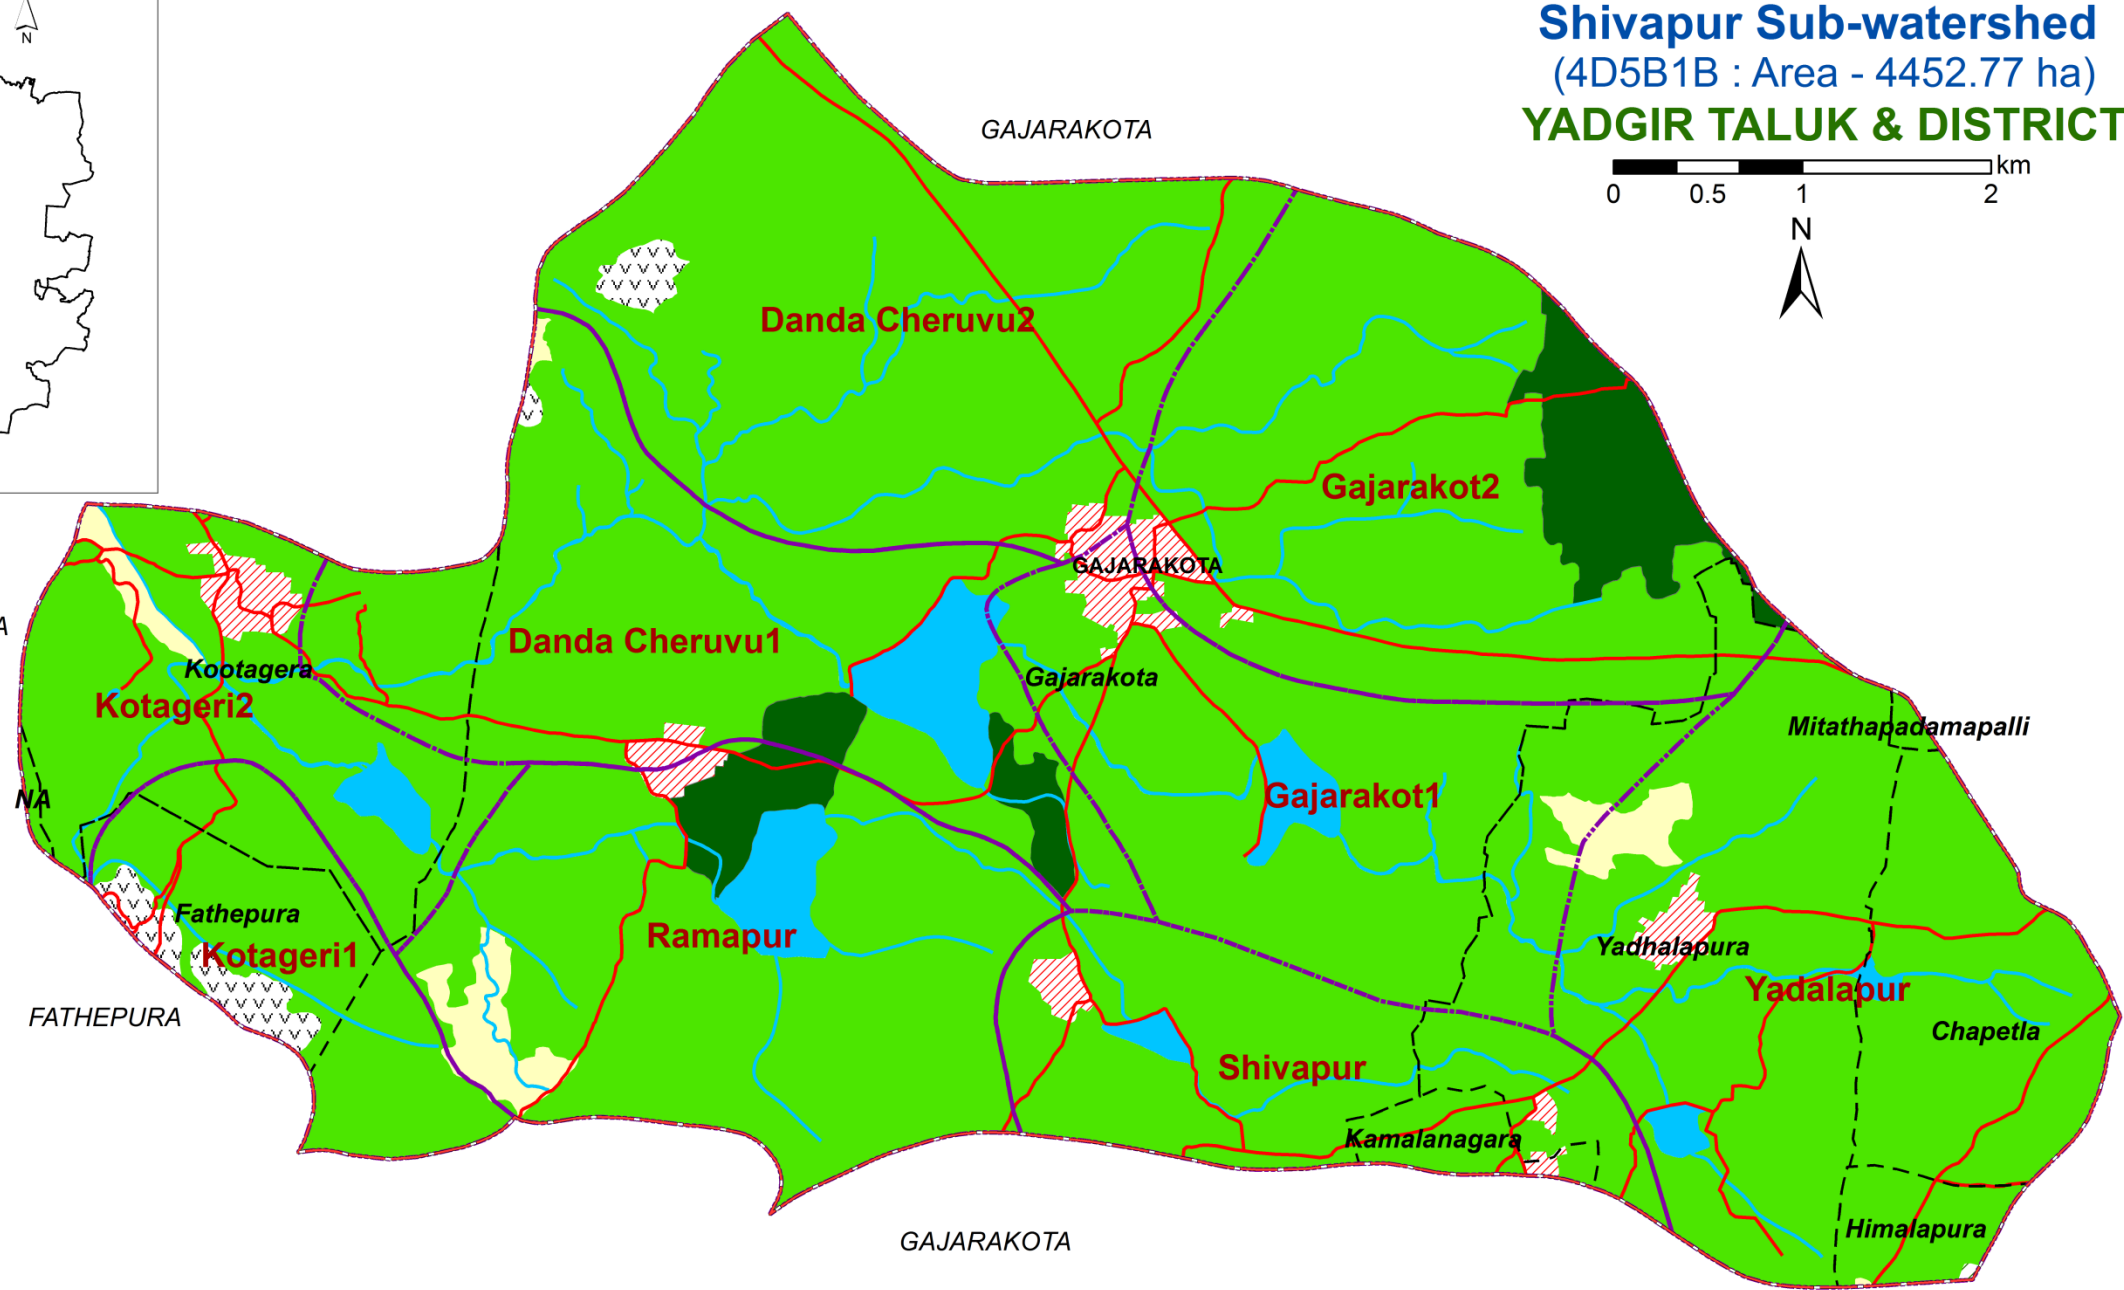 N
Shivapur Sub-watershed
(4D5B1B : Area - 4452.77 ha)
YADGIR TALUK & DISTRICT
km
0 0.5 1 2
N
GAJARAKOTA
Danda Cheruvu2
Gajarakot2
GAJARAKOTA
Danda Cheruvu1
Kootagera
Gajarakota
Kotageri2
Mitathapadamapalli
NA
Gajarakot1
Fathepura
Kotageri1
Ramapur
Yadhalapura
Yadalapur
FATHEPURA
Chapetla
Shivapur
Kamalanagara
Himalapura
GAJARAKOTA